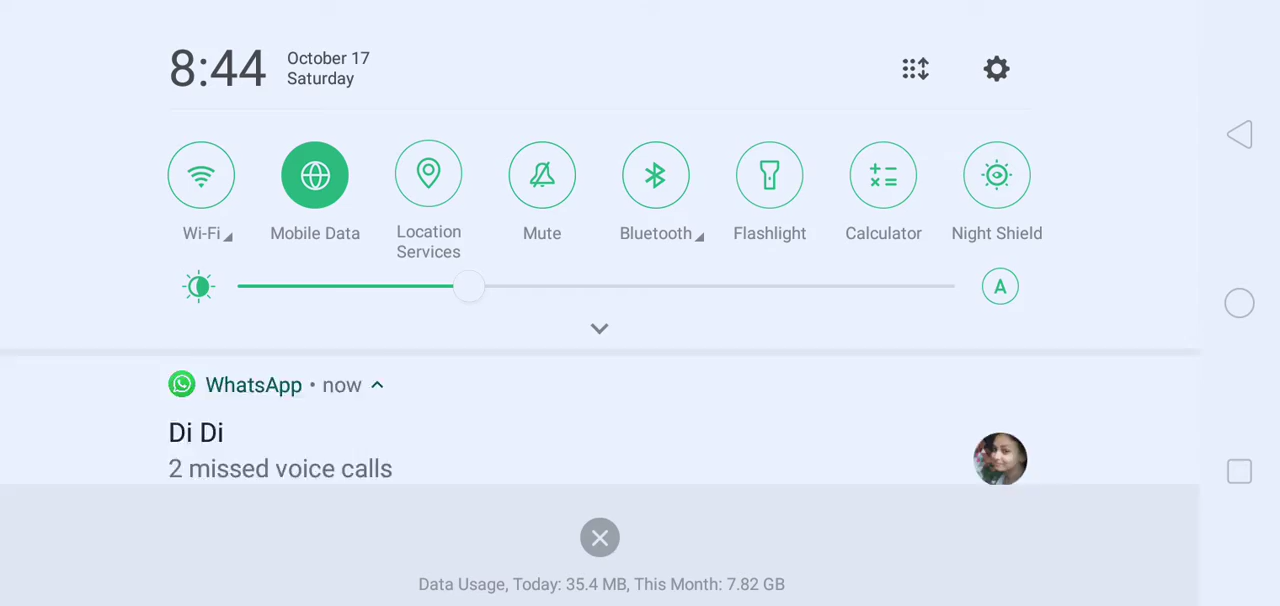 8:44
October 17
Saturday
Wi-Fi
Mobile Data
Location
Services
Mute
Bluetooth
Flashlight
Calculator
Night Shield
A
WhatsApp • now
Di Di
2 missed voice calls
Data Usage, Today: 35.4 MB, This Month: 7.82 GB